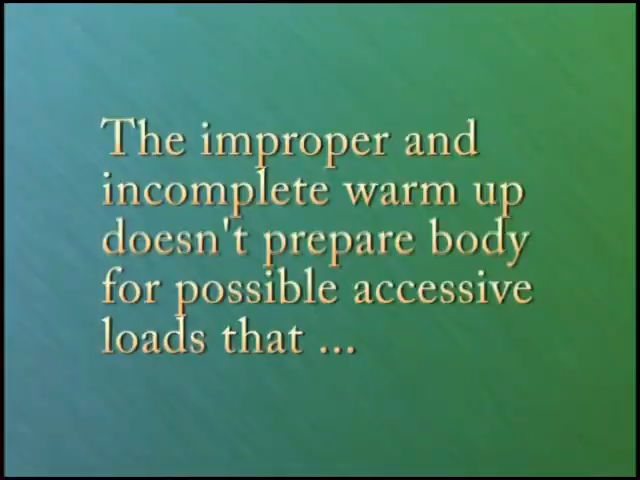 The improper and
incomplete warm up
doesn't prepare body
for possible accessive
loads that ...